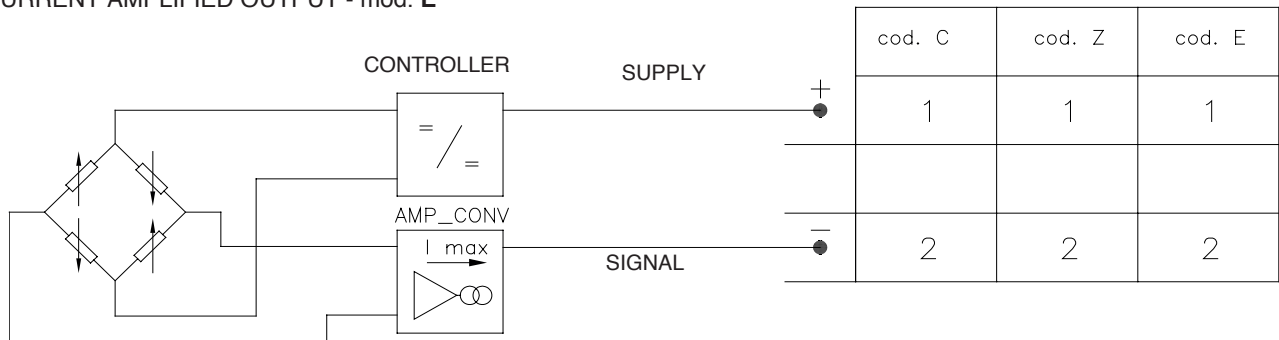 CURRENT AMPLIFIED OUTPUT - mod. E
cod. C cod. Z cod. E
CONTROLLER
SUPPLY
+
1 1 1
= / =
AMP_CONV
I max
SIGNAL
−
2 2 2